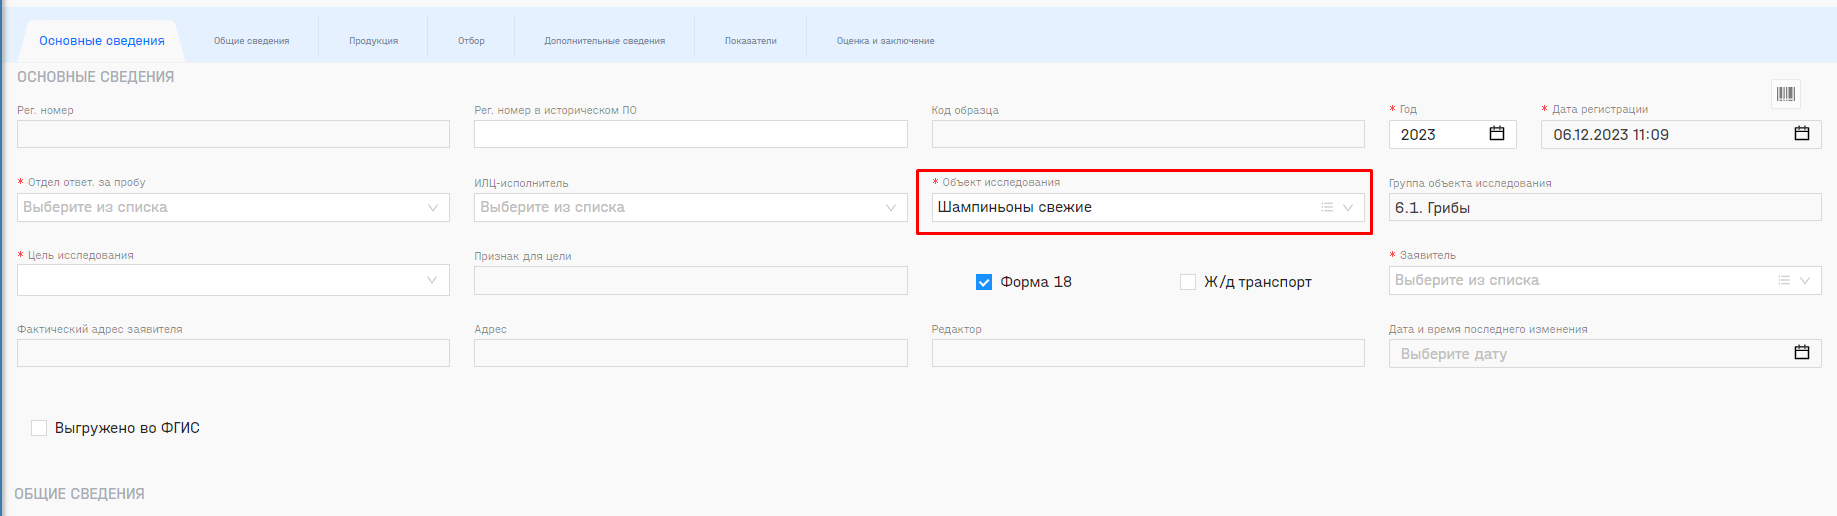 Основные сведения
Общие сведения
Продукция
Отбор
Дополнительные сведения
Показатели
Оценка и заключение
ОСНОВНЫЕ СВЕДЕНИЯ
Рег. номер
Рег. номер в историческом ПО
Код образца
* Год
* Дата регистрации
2023
06.12.2023 11:09
* Отдел ответ. за пробу
ИЛЦ-исполнитель
* Объект исследования
Группа объекта исследования
Выберите из списка
Выберите из списка
Шампиньоны свежие
6.1. Грибы
* Цель исследования
Признак для цели
* Заявитель
Форма 18
Ж/д транспорт
Выберите из списка
Фактический адрес заявителя
Адрес
Редактор
Дата и время последнего изменения
Выберите дату
Выгружено во ФГИС
ОБЩИЕ СВЕДЕНИЯ